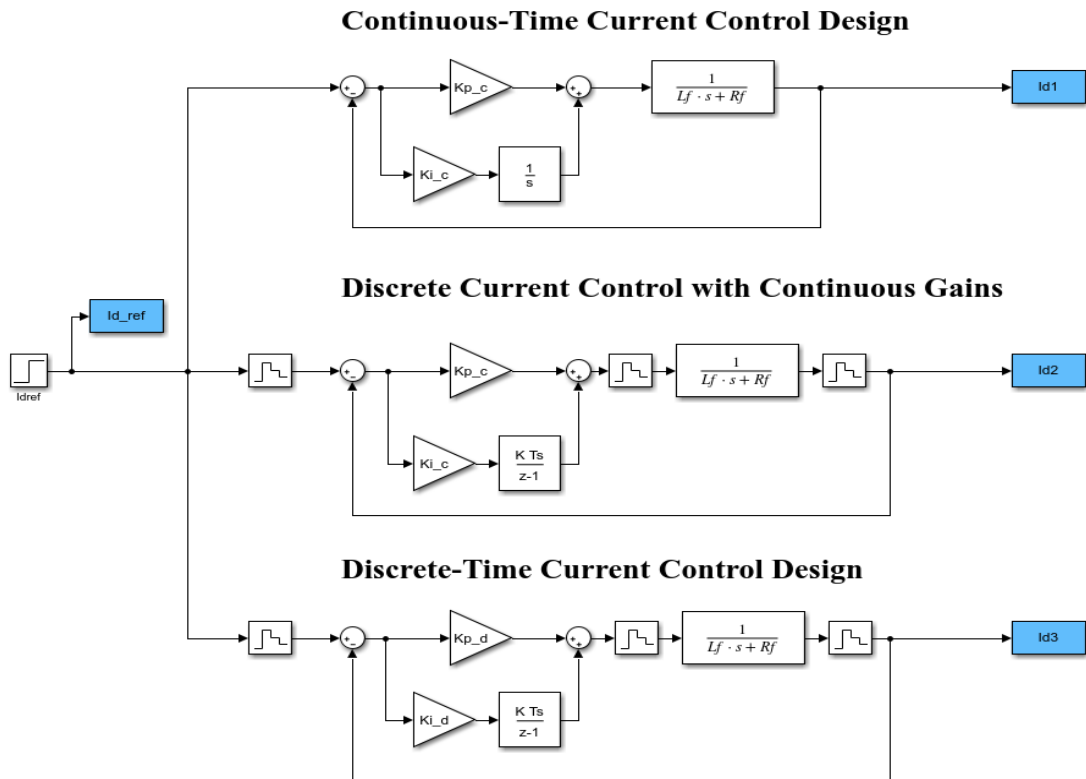 Continuous-Time Current Control Design
+ −
Kp_c
+ +
1
Lf · s + Rf
Id1
Ki_c
1
s
Discrete Current Control with Continuous Gains
Id_ref
Idref
+ −
Kp_c
+ +
1
Lf · s + Rf
Id2
Ki_c
K Ts
z-1
Discrete-Time Current Control Design
+ −
Kp_d
+ +
1
Lf · s + Rf
Id3
Ki_d
K Ts
z-1